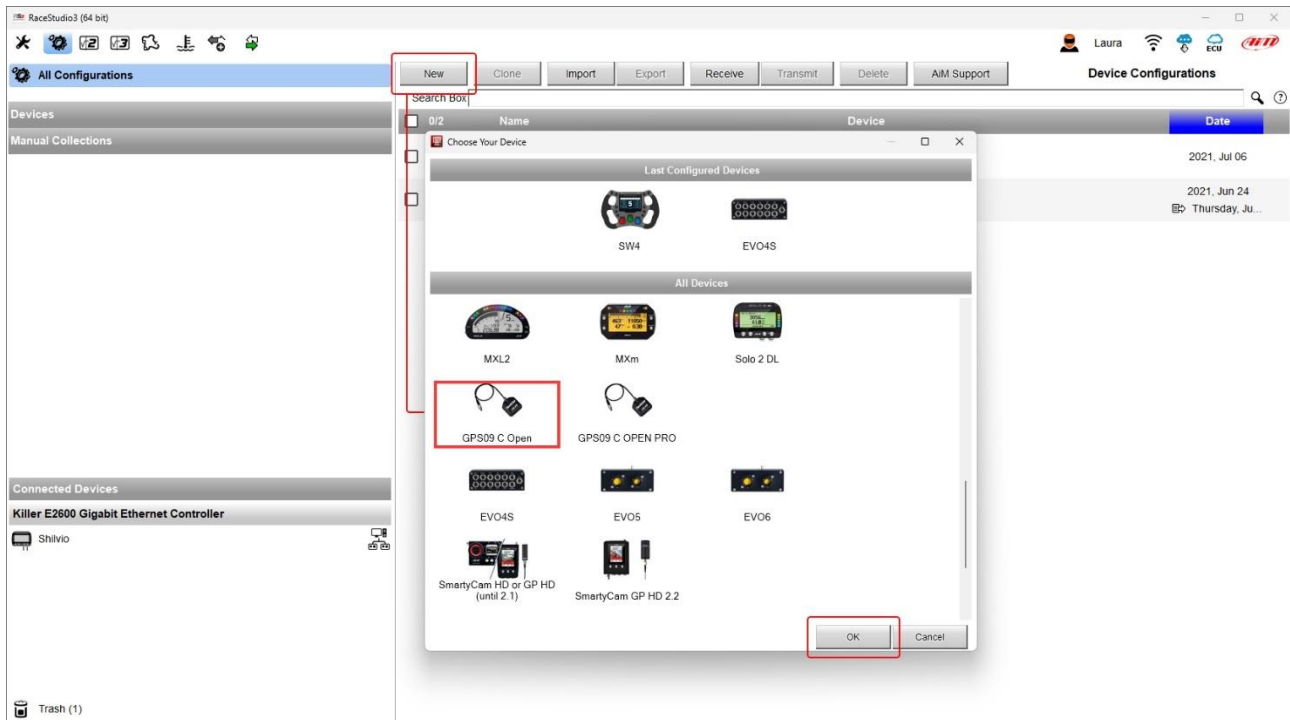 RaceStudio3 (64 bit)
Laura
ECU
AiM
All Configurations
New Clone Import Export Receive Transmit Delete AiM Support
Device Configurations
Search Box
Devices
0/2 Name Device Date
Manual Collections
Choose Your Device
2021, Jul 06
Last Configured Devices
2021, Jun 24
Thursday, Ju...
SW4 EVO4S
All Devices
MXL2 MXm Solo 2 DL
GPS09 C Open GPS09 C OPEN PRO
Connected Devices
Killer E2600 Gigabit Ethernet Controller
EVO4S EVO5 EVO6
Shilvio
SmartyCam HD or GP HD
(until 2.1)
SmartyCam GP HD 2.2
OK Cancel
Trash (1)